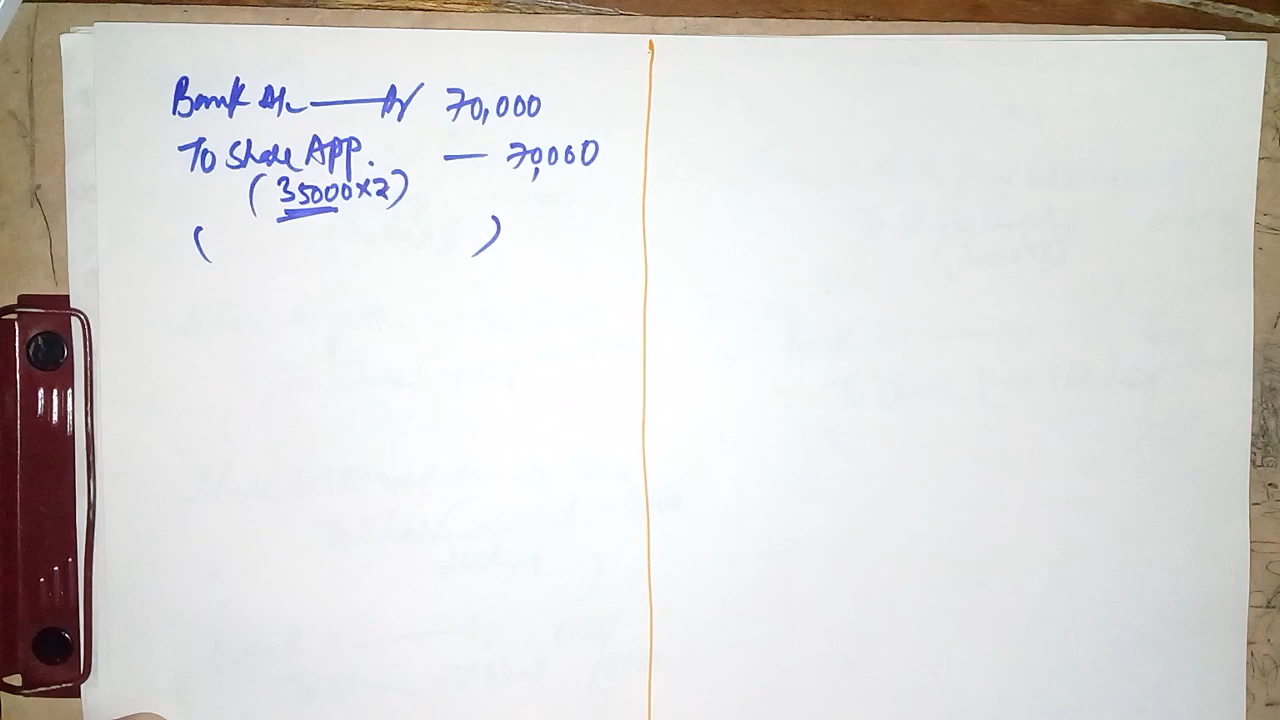 Bank A/c —— Dr 70,000
To Share APP. — 70,000
(35000×2)
( )